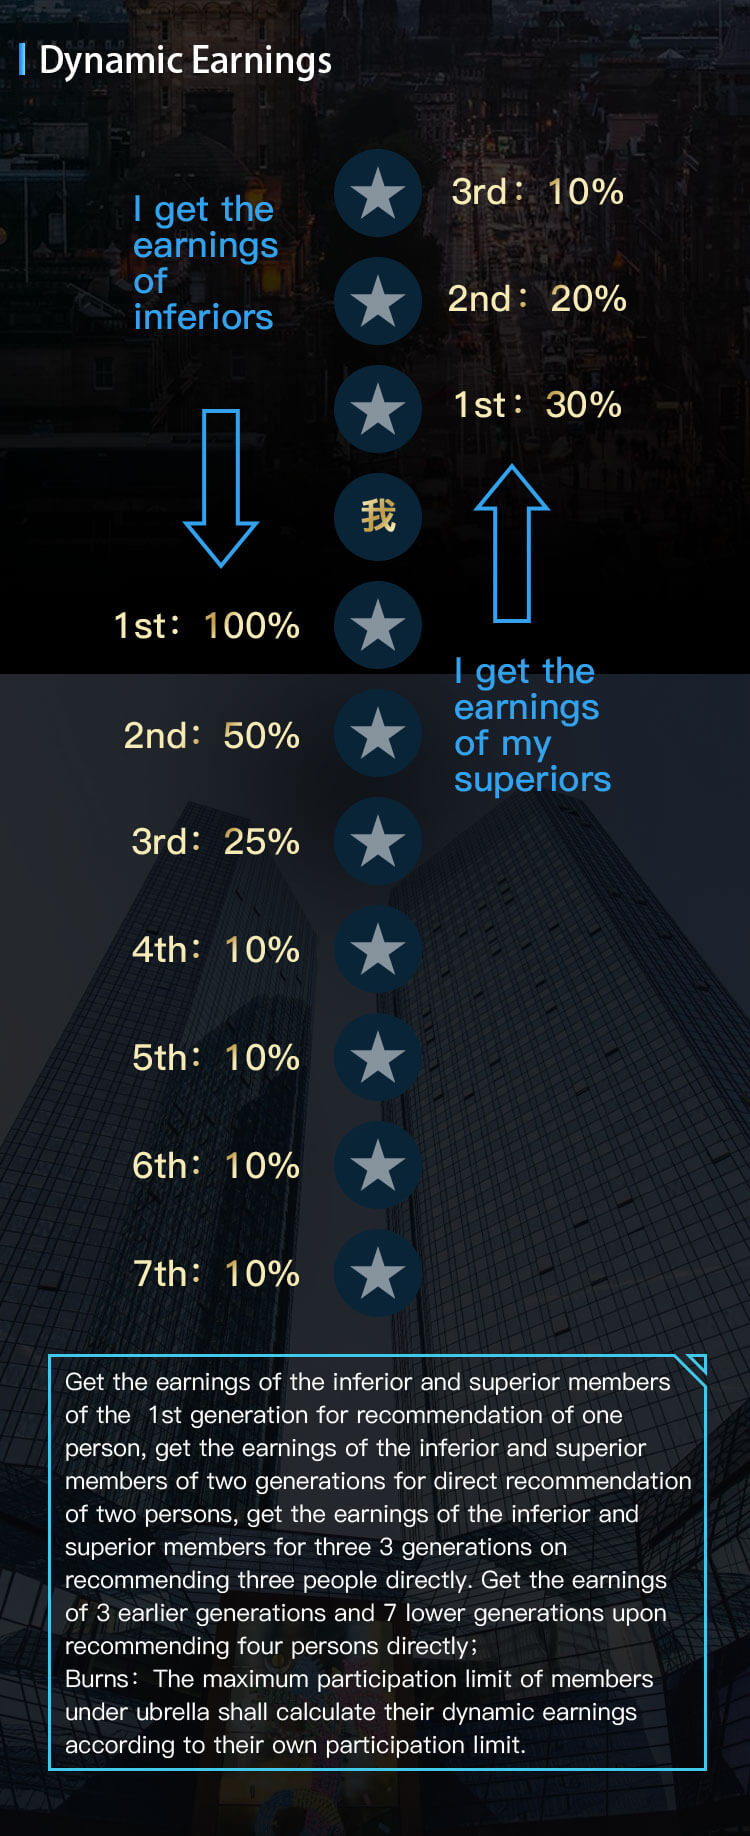 Dynamic Earnings
I get the
earnings
of
inferiors
3rd: 10%
2nd: 20%
1st: 30%
我
1st: 100%
2nd: 50%
3rd: 25%
4th: 10%
5th: 10%
6th: 10%
7th: 10%
I get the
earnings
of my
superiors
Get the earnings of the inferior and superior members
of the 1st generation for recommendation of one
person, get the earnings of the inferior and superior
members of two generations for direct recommendation
of two persons, get the earnings of the inferior and
superior members for three 3 generations on
recommending three people directly. Get the earnings
of 3 earlier generations and 7 lower generations upon
recommending four persons directly;
Burns: The maximum participation limit of members
under ubrella shall calculate their dynamic earnings
according to their own participation limit.